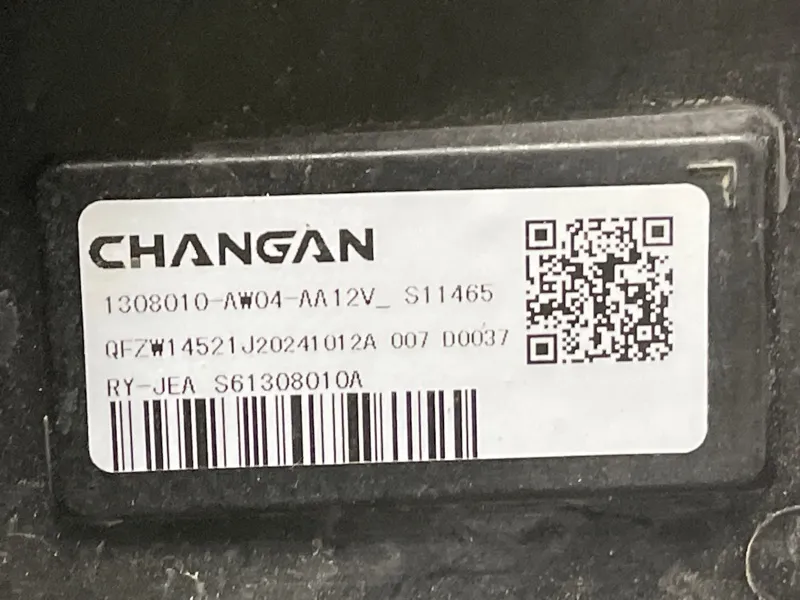 CHANGAN
1308010-AW04-AA12V_ S11465
QFZW14521J20241012A 007 D0037
RY-JEA S61308010A